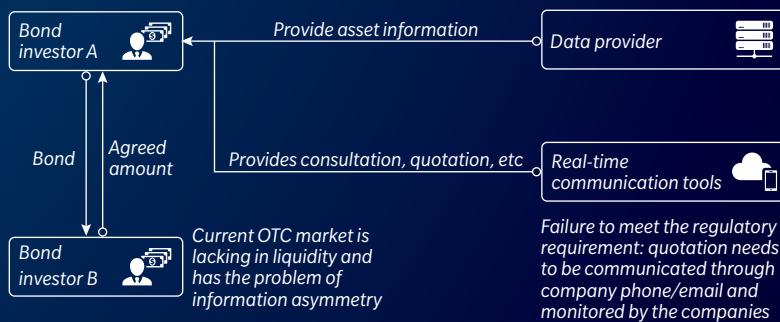 Bond
investor A
Provide asset information
Data provider
Bond
Agreed
amount
Provides consultation, quotation, etc
Real-time
communication tools
Bond
investor B
Current OTC market is
lacking in liquidity and
has the problem of
information asymmetry
Failure to meet the regulatory
requirement: quotation needs
to be communicated through
company phone/email and
monitored by the companies